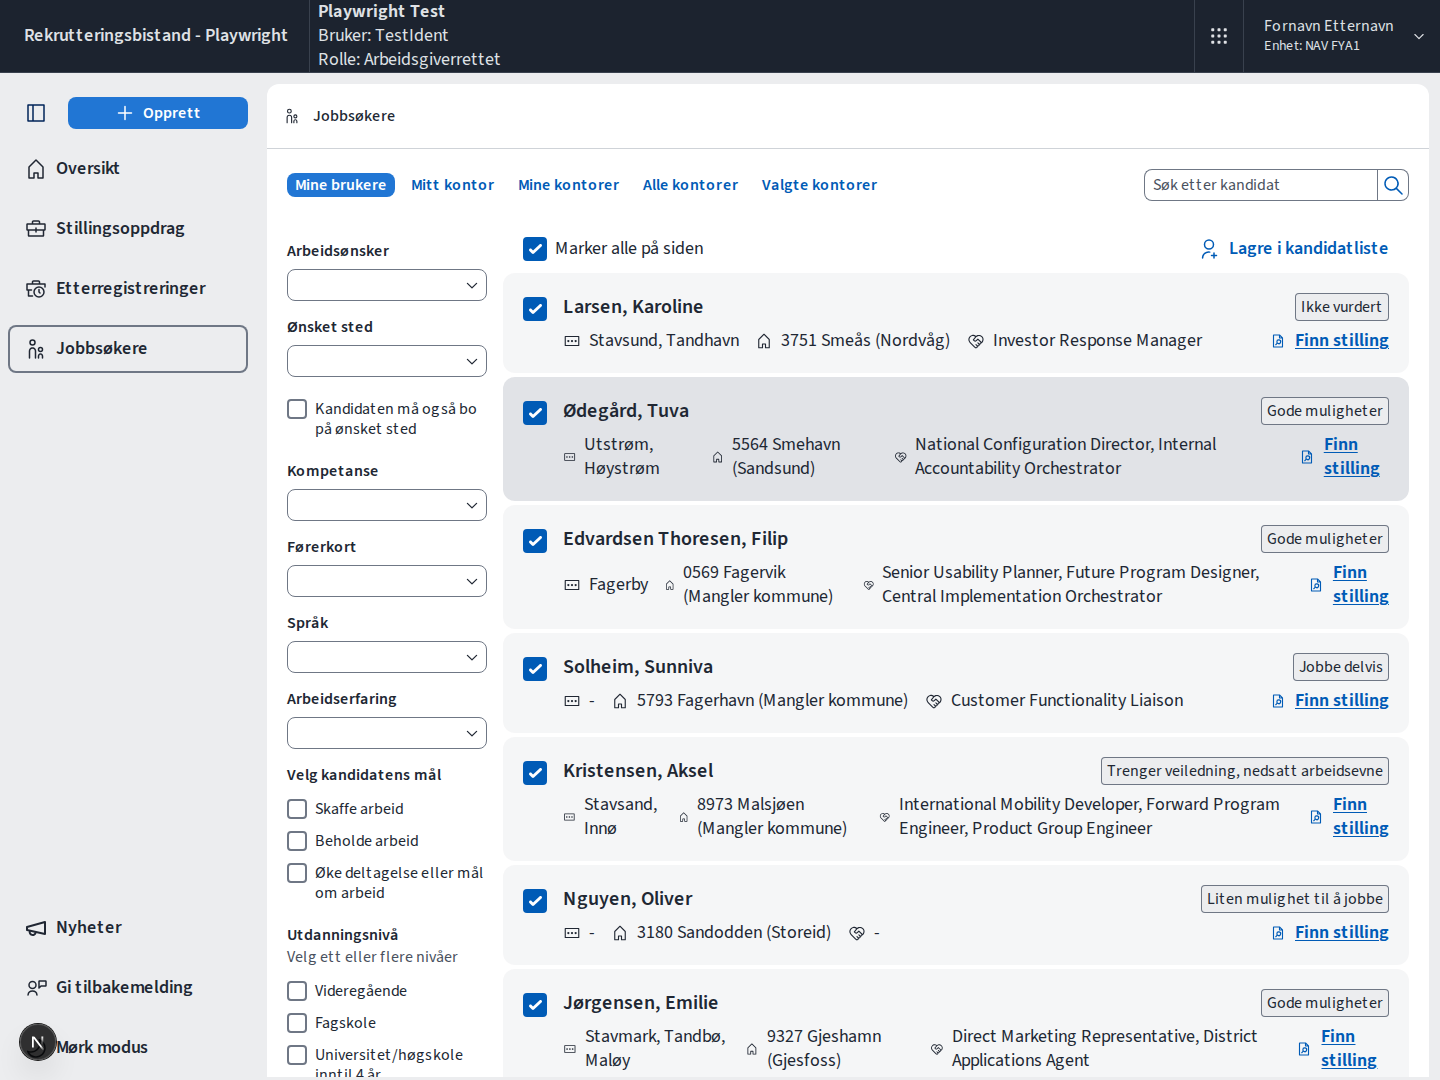 Rekrutteringsbistand - Playwright
Playwright Test
Bruker: TestIdent
Rolle: Arbeidsgiverrettet
Fornavn Etternavn
Enhet: NAV FYA1
Opprett
Oversikt
Stillingsoppdrag
Etterregistreringer
Jobbsøkere
Nyheter
Gi tilbakemelding
N
Mørk modus
Jobbsøkere
Mine brukere
Mitt kontor
Mine kontorer
Alle kontorer
Valgte kontorer
Søk etter kandidat
Arbeidsønsker
Ønsket sted
Kandidaten må også bo
på ønsket sted
Kompetanse
Førerkort
Språk
Arbeidserfaring
Velg kandidatens mål
Skaffe arbeid
Beholde arbeid
Øke deltagelse eller mål
om arbeid
Utdanningsnivå
Velg ett eller flere nivåer
Videregående
Fagskole
Universitet/høgskole
inntil 4 år
Marker alle på siden
Lagre i kandidatliste
Larsen, Karoline
Ikke vurdert
Stavsund, Tandhavn
3751 Smeås (Nordvåg)
Investor Response Manager
Finn stilling
Ødegård, Tuva
Gode muligheter
Utstrøm,
Høystrøm
5564 Smehavn
(Sandsund)
National Configuration Director, Internal
Accountability Orchestrator
Finn
stilling
Edvardsen Thoresen, Filip
Gode muligheter
Fagerby
0569 Fagervik
(Mangler kommune)
Senior Usability Planner, Future Program Designer,
Central Implementation Orchestrator
Finn
stilling
Solheim, Sunniva
Jobbe delvis
-
5793 Fagerhavn (Mangler kommune)
Customer Functionality Liaison
Finn stilling
Kristensen, Aksel
Trenger veiledning, nedsatt arbeidsevne
Stavsand,
Innø
8973 Malsjøen
(Mangler kommune)
International Mobility Developer, Forward Program
Engineer, Product Group Engineer
Finn
stilling
Nguyen, Oliver
Liten mulighet til å jobbe
-
3180 Sandodden (Storeid)
-
Finn stilling
Jørgensen, Emilie
Gode muligheter
Stavmark, Tandbø,
Maløy
9327 Gjeshamn
(Gjesfoss)
Direct Marketing Representative, District
Applications Agent
Finn
stilling